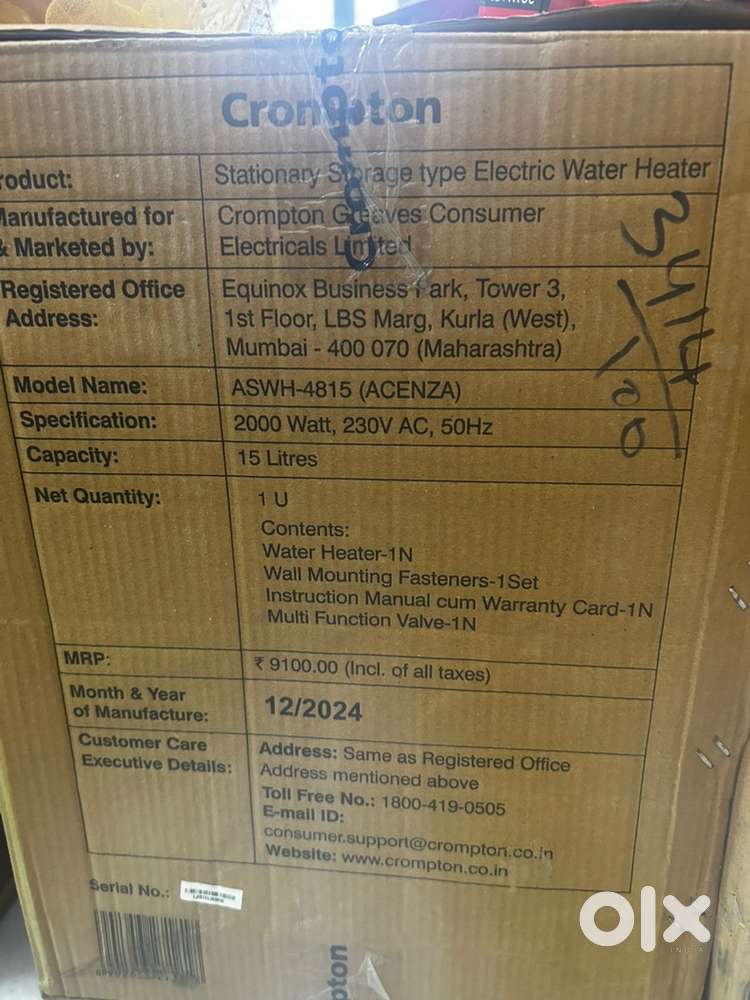 Crompton
roduct: Stationary Storage type Electric Water Heater
Manufactured for
& Marketed by:
Crompton Greaves Consumer
Electricals Limited
Registered Office
Address:
Equinox Business Park, Tower 3,
1st Floor, LBS Marg, Kurla (West),
Mumbai - 400 070 (Maharashtra)
Model Name: ASWH-4815 (ACENZA)
Specification: 2000 Watt, 230V AC, 50Hz
Capacity: 15 Litres
Net Quantity: 1 U
Contents:
Water Heater-1N
Wall Mounting Fasteners-1Set
Instruction Manual cum Warranty Card-1N
Multi Function Valve-1N
MRP: ₹ 9100.00 (Incl. of all taxes)
Month & Year
of Manufacture:
12/2024
Customer Care
Executive Details:
Address: Same as Registered Office
Address mentioned above
Toll Free No.: 1800-419-0505
E-mail ID:
consumer.support@crompton.co.in
Website: www.crompton.co.in
Serial No.:
3414
100
Crompto
pton
olx
INDIA